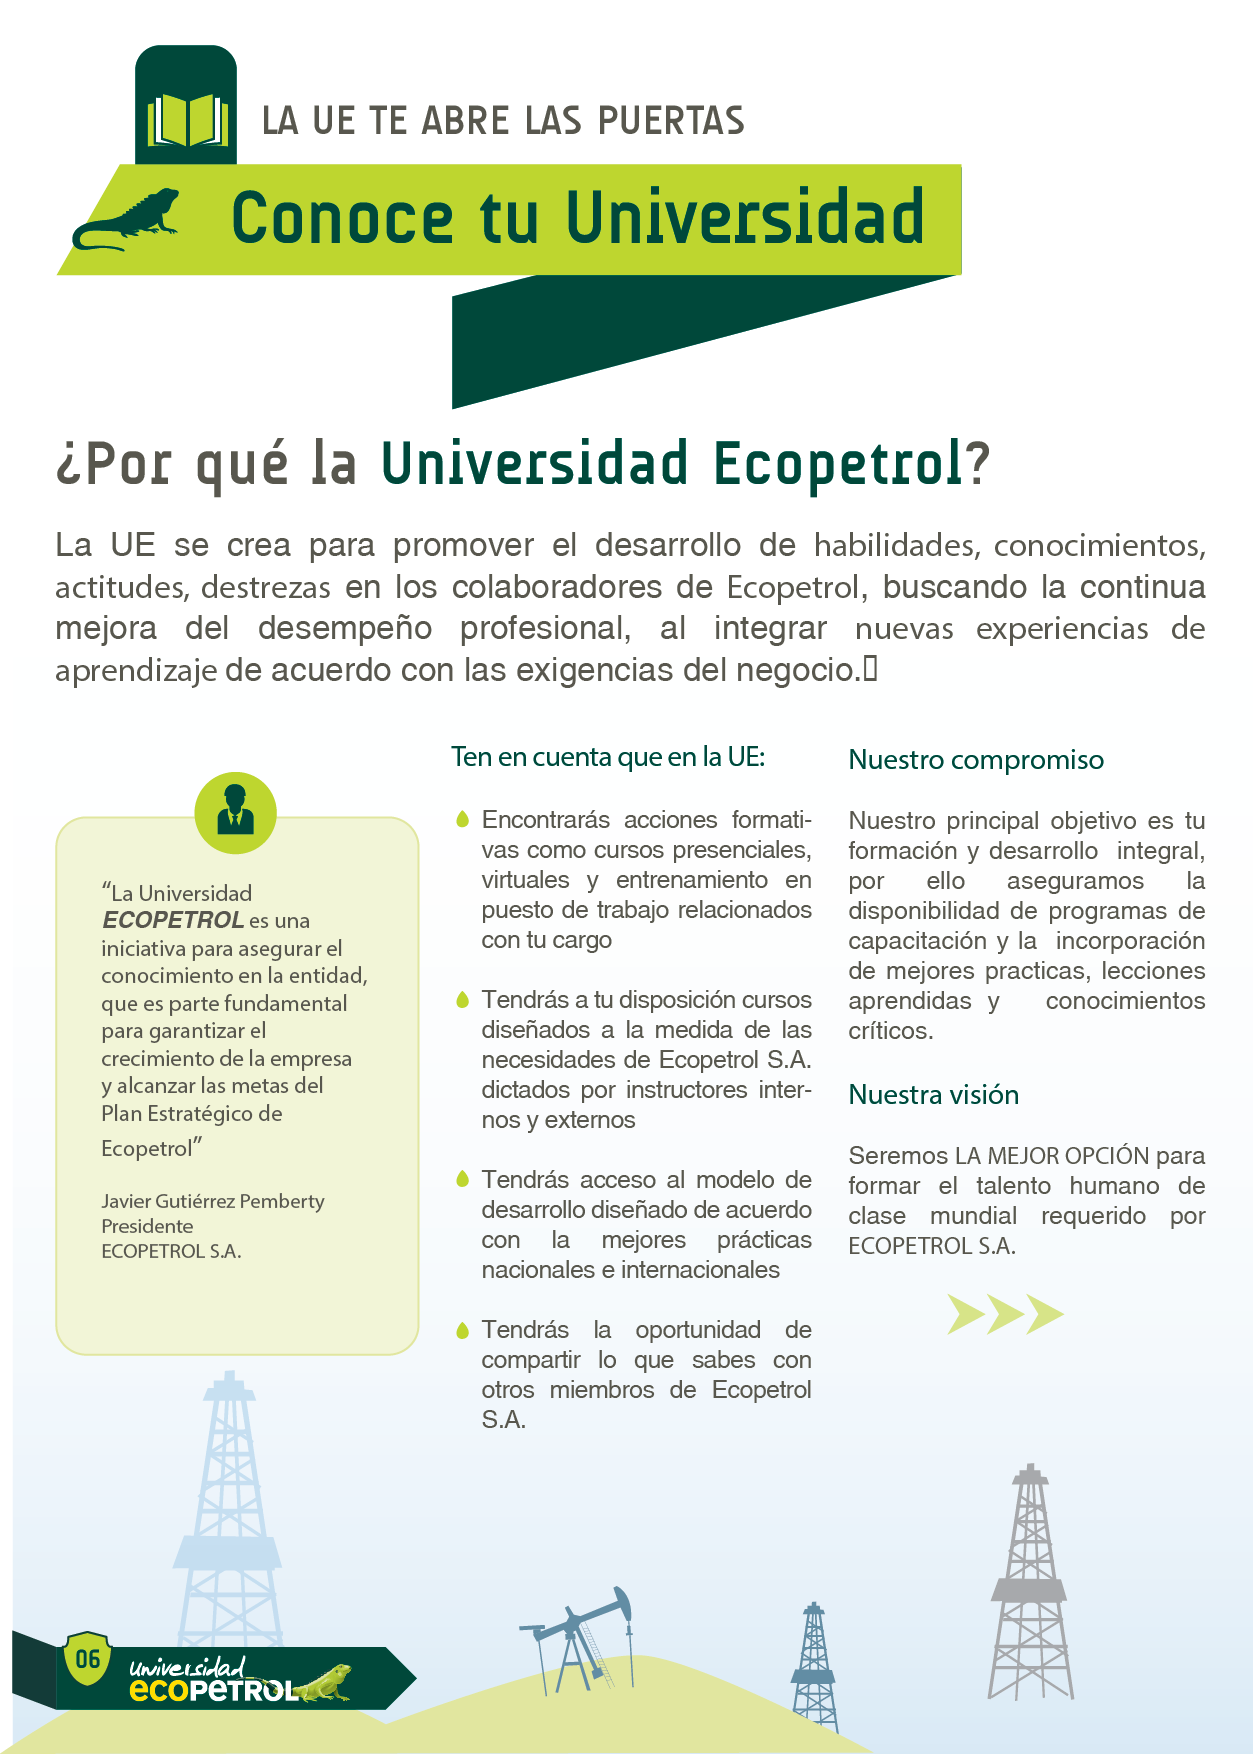 LA UE TE ABRE LAS PUERTAS
Conoce tu Universidad
¿Por qué la Universidad Ecopetrol?
La UE se crea para promover el desarrollo de habilidades, conocimientos,
actitudes, destrezas en los colaboradores de Ecopetrol, buscando la continua
mejora del desempeño profesional, al integrar nuevas experiencias de
aprendizaje de acuerdo con las exigencias del negocio.
“La Universidad
ECOPETROL es una
iniciativa para asegurar el
conocimiento en la entidad,
que es parte fundamental
para garantizar el
crecimiento de la empresa
y alcanzar las metas del
Plan Estratégico de
Ecopetrol”
Javier Gutiérrez Pemberty
Presidente
ECOPETROL S.A.
Ten en cuenta que en la UE:
Encontrarás acciones formati-
vas como cursos presenciales,
virtuales y entrenamiento en
puesto de trabajo relacionados
con tu cargo
Tendrás a tu disposición cursos
diseñados a la medida de las
necesidades de Ecopetrol S.A.
dictados por instructores inter-
nos y externos
Tendrás acceso al modelo de
desarrollo diseñado de acuerdo
con la mejores prácticas
nacionales e internacionales
Tendrás la oportunidad de
compartir lo que sabes con
otros miembros de Ecopetrol
S.A.
Nuestro compromiso
Nuestro principal objetivo es tu
formación y desarrollo integral,
por ello aseguramos la
disponibilidad de programas de
capacitación y la incorporación
de mejores practicas, lecciones
aprendidas y conocimientos
críticos.
Nuestra visión
Seremos LA MEJOR OPCIÓN para
formar el talento humano de
clase mundial requerido por
ECOPETROL S.A.
06
universidad
ecoPETROL